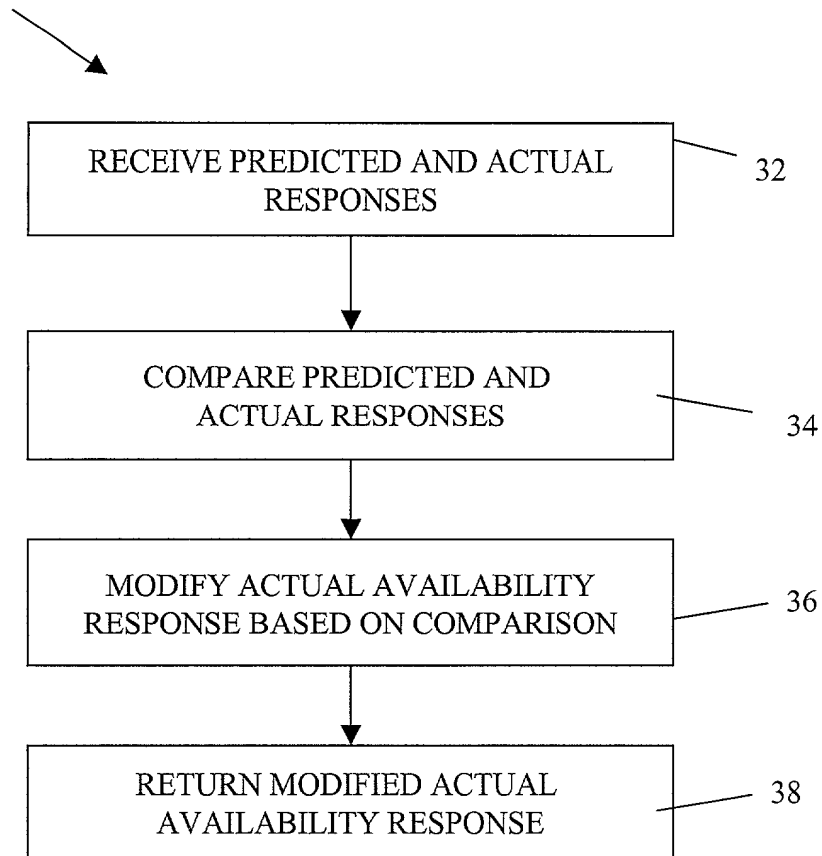 RECEIVE PREDICTED AND ACTUAL
RESPONSES
32
COMPARE PREDICTED AND
ACTUAL RESPONSES
34
MODIFY ACTUAL AVAILABILITY
RESPONSE BASED ON COMPARISON
36
RETURN MODIFIED ACTUAL
AVAILABILITY RESPONSE
38